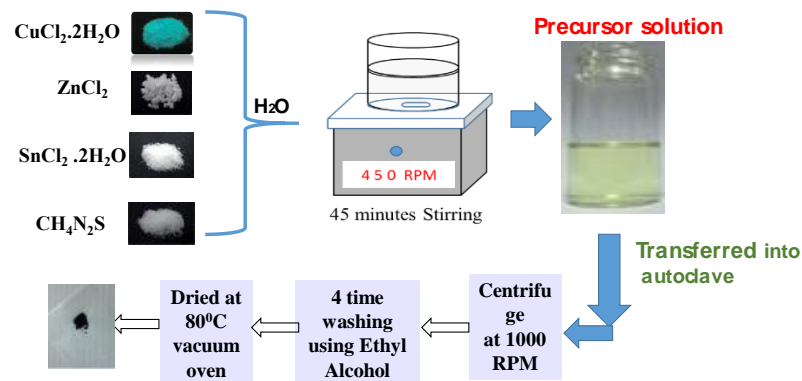 CuCl₂.2H₂O
ZnCl₂
SnCl₂ .2H₂O
CH₄N₂S
H₂O
450 RPM
45 minutes Stirring
Precursor solution
Transferred into
autoclave
Centrifu
ge
at 1000
RPM
4 time
washing
using Ethyl
Alcohol
Dried at
80⁰C
vacuum
oven